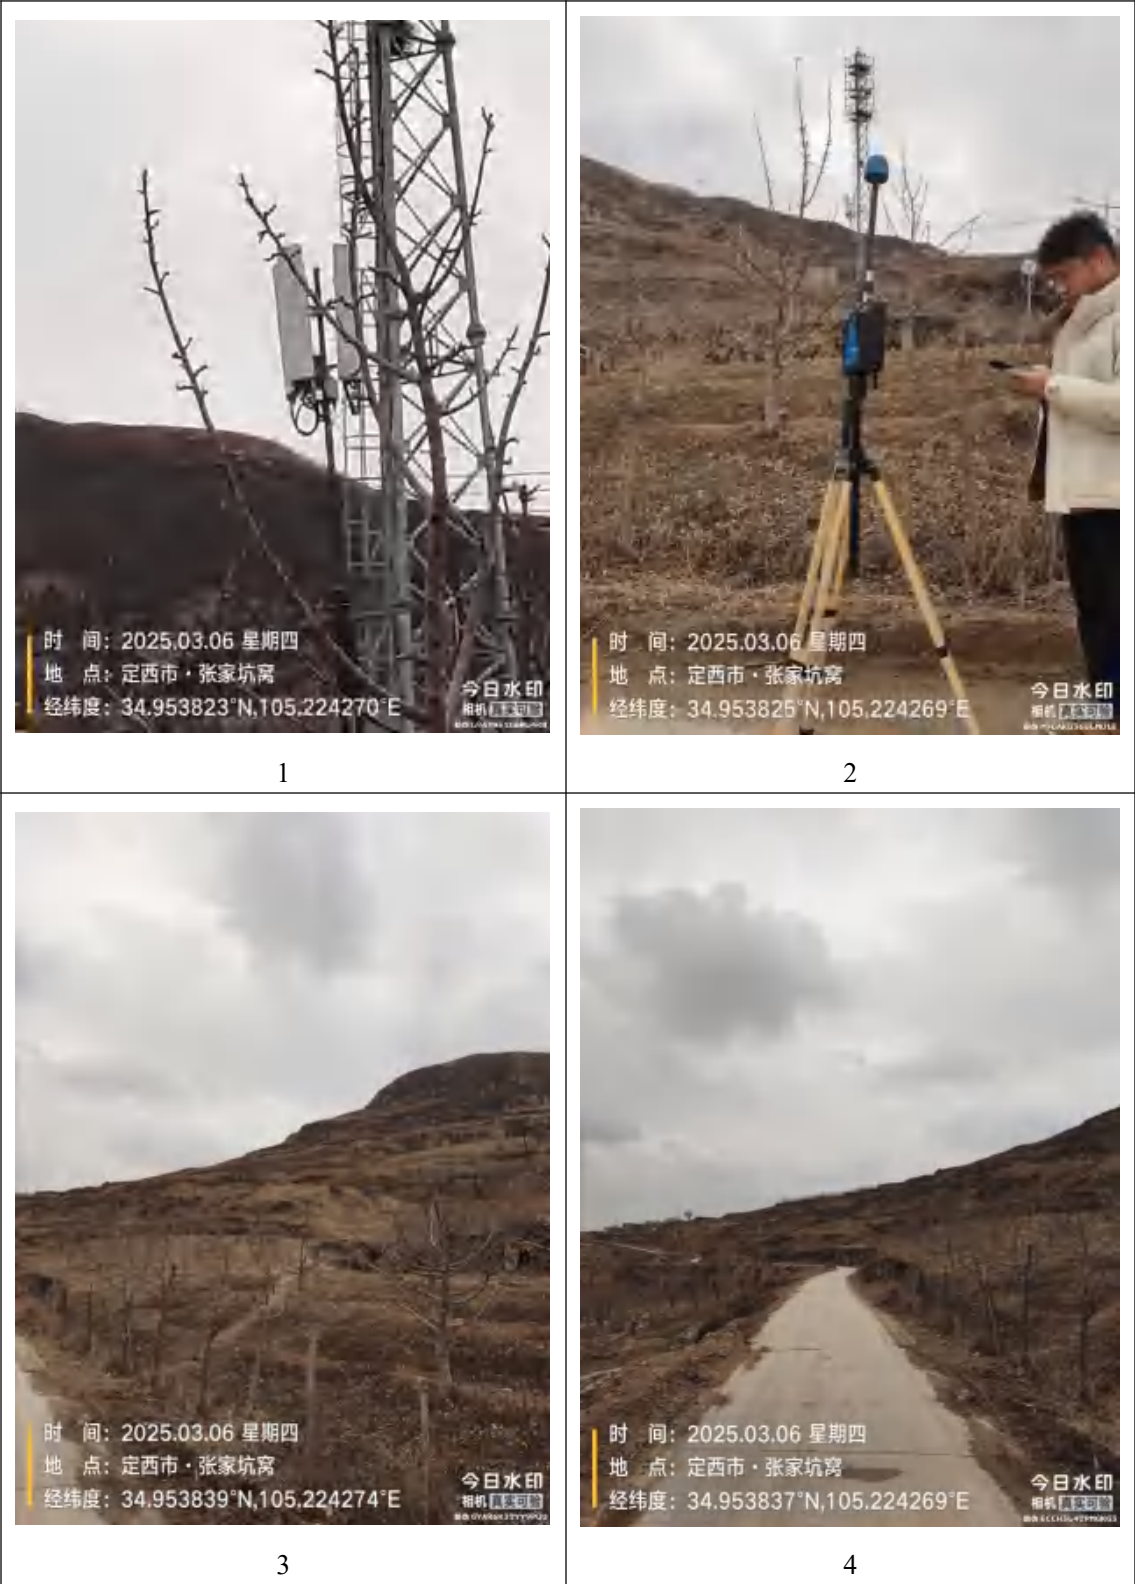 时 间：2025.03.06 星期四
地 点：定西市·张家坑窝
经纬度：34.953823°N,105.224270°E
今日水印
相机 真实可验
1
时 间：2025.03.06 星期四
地 点：定西市·张家坑窝
经纬度：34.953825°N,105.224269°E
今日水印
相机 真实可验
2
时 间：2025.03.06 星期四
地 点：定西市·张家坑窝
经纬度：34.953839°N,105.224274°E
今日水印
相机 真实可验
3
时 间：2025.03.06 星期四
地 点：定西市·张家坑窝
经纬度：34.953837°N,105.224269°E
今日水印
相机 真实可验
4